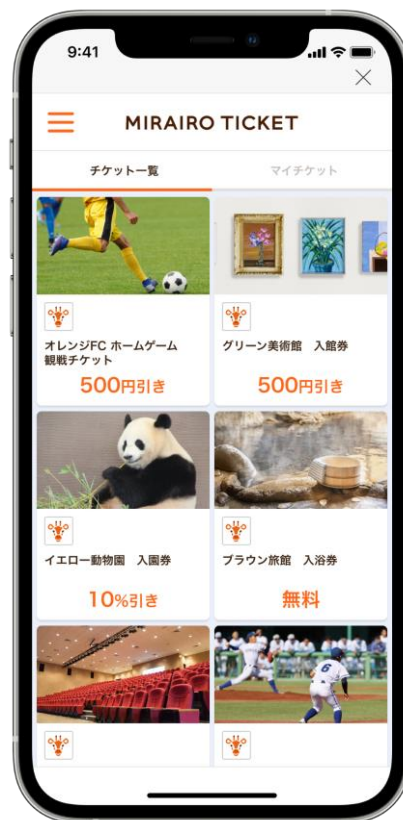 9:41
MIRAIRO TICKET
チケット一覧
マイチケット
オレンジFC ホームゲーム
観戦チケット
500円引き
グリーン美術館 入館券
500円引き
イエロー動物園 入園券
10%引き
ブラウン旅館 入浴券
無料
6